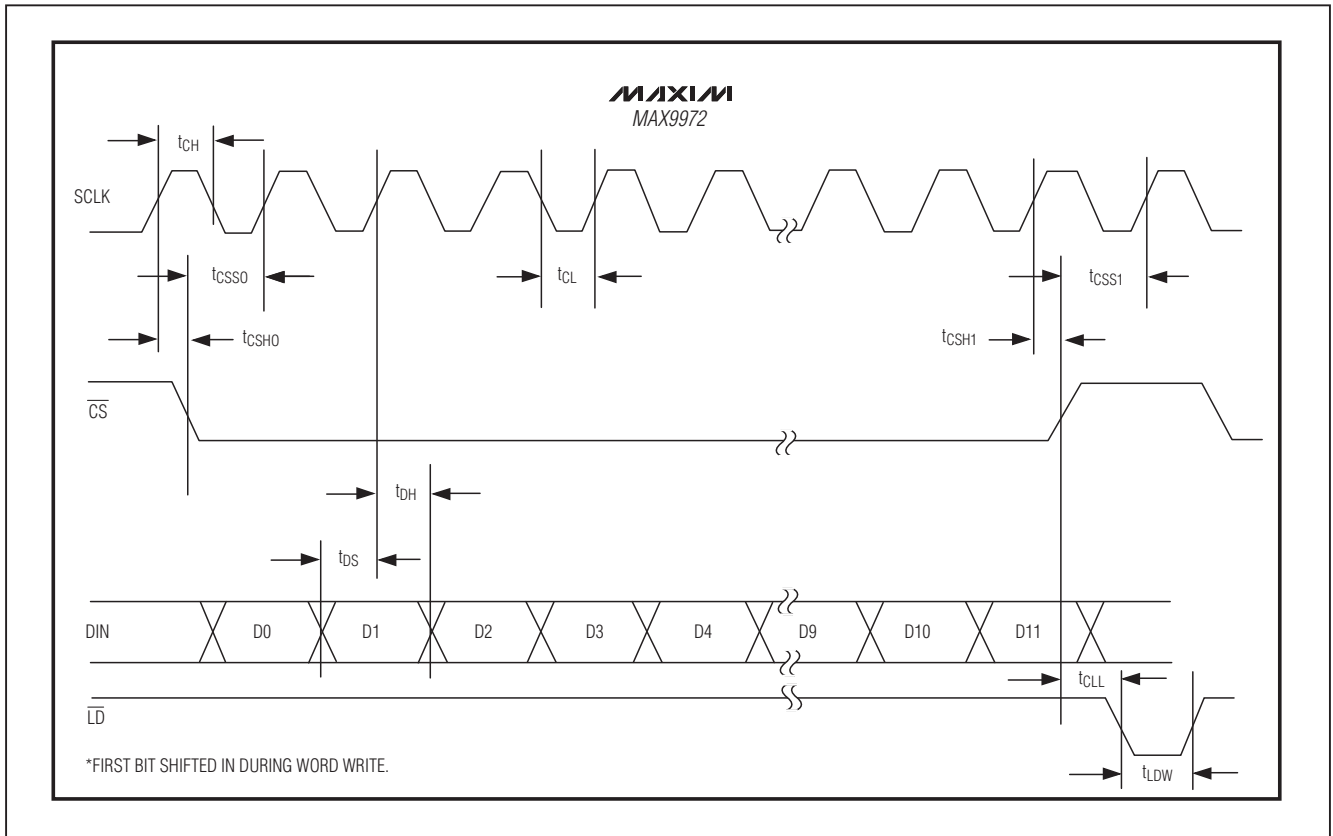 MAXIM
MAX9972
tCH
SCLK
tCSS0
tCL
tCSS1
tCSH0
tCSH1
CS
tDH
tDS
DIN D0 D1 D2 D3 D4 D9 D10 D11
tCLL
LD
*FIRST BIT SHIFTED IN DURING WORD WRITE.
tLDW